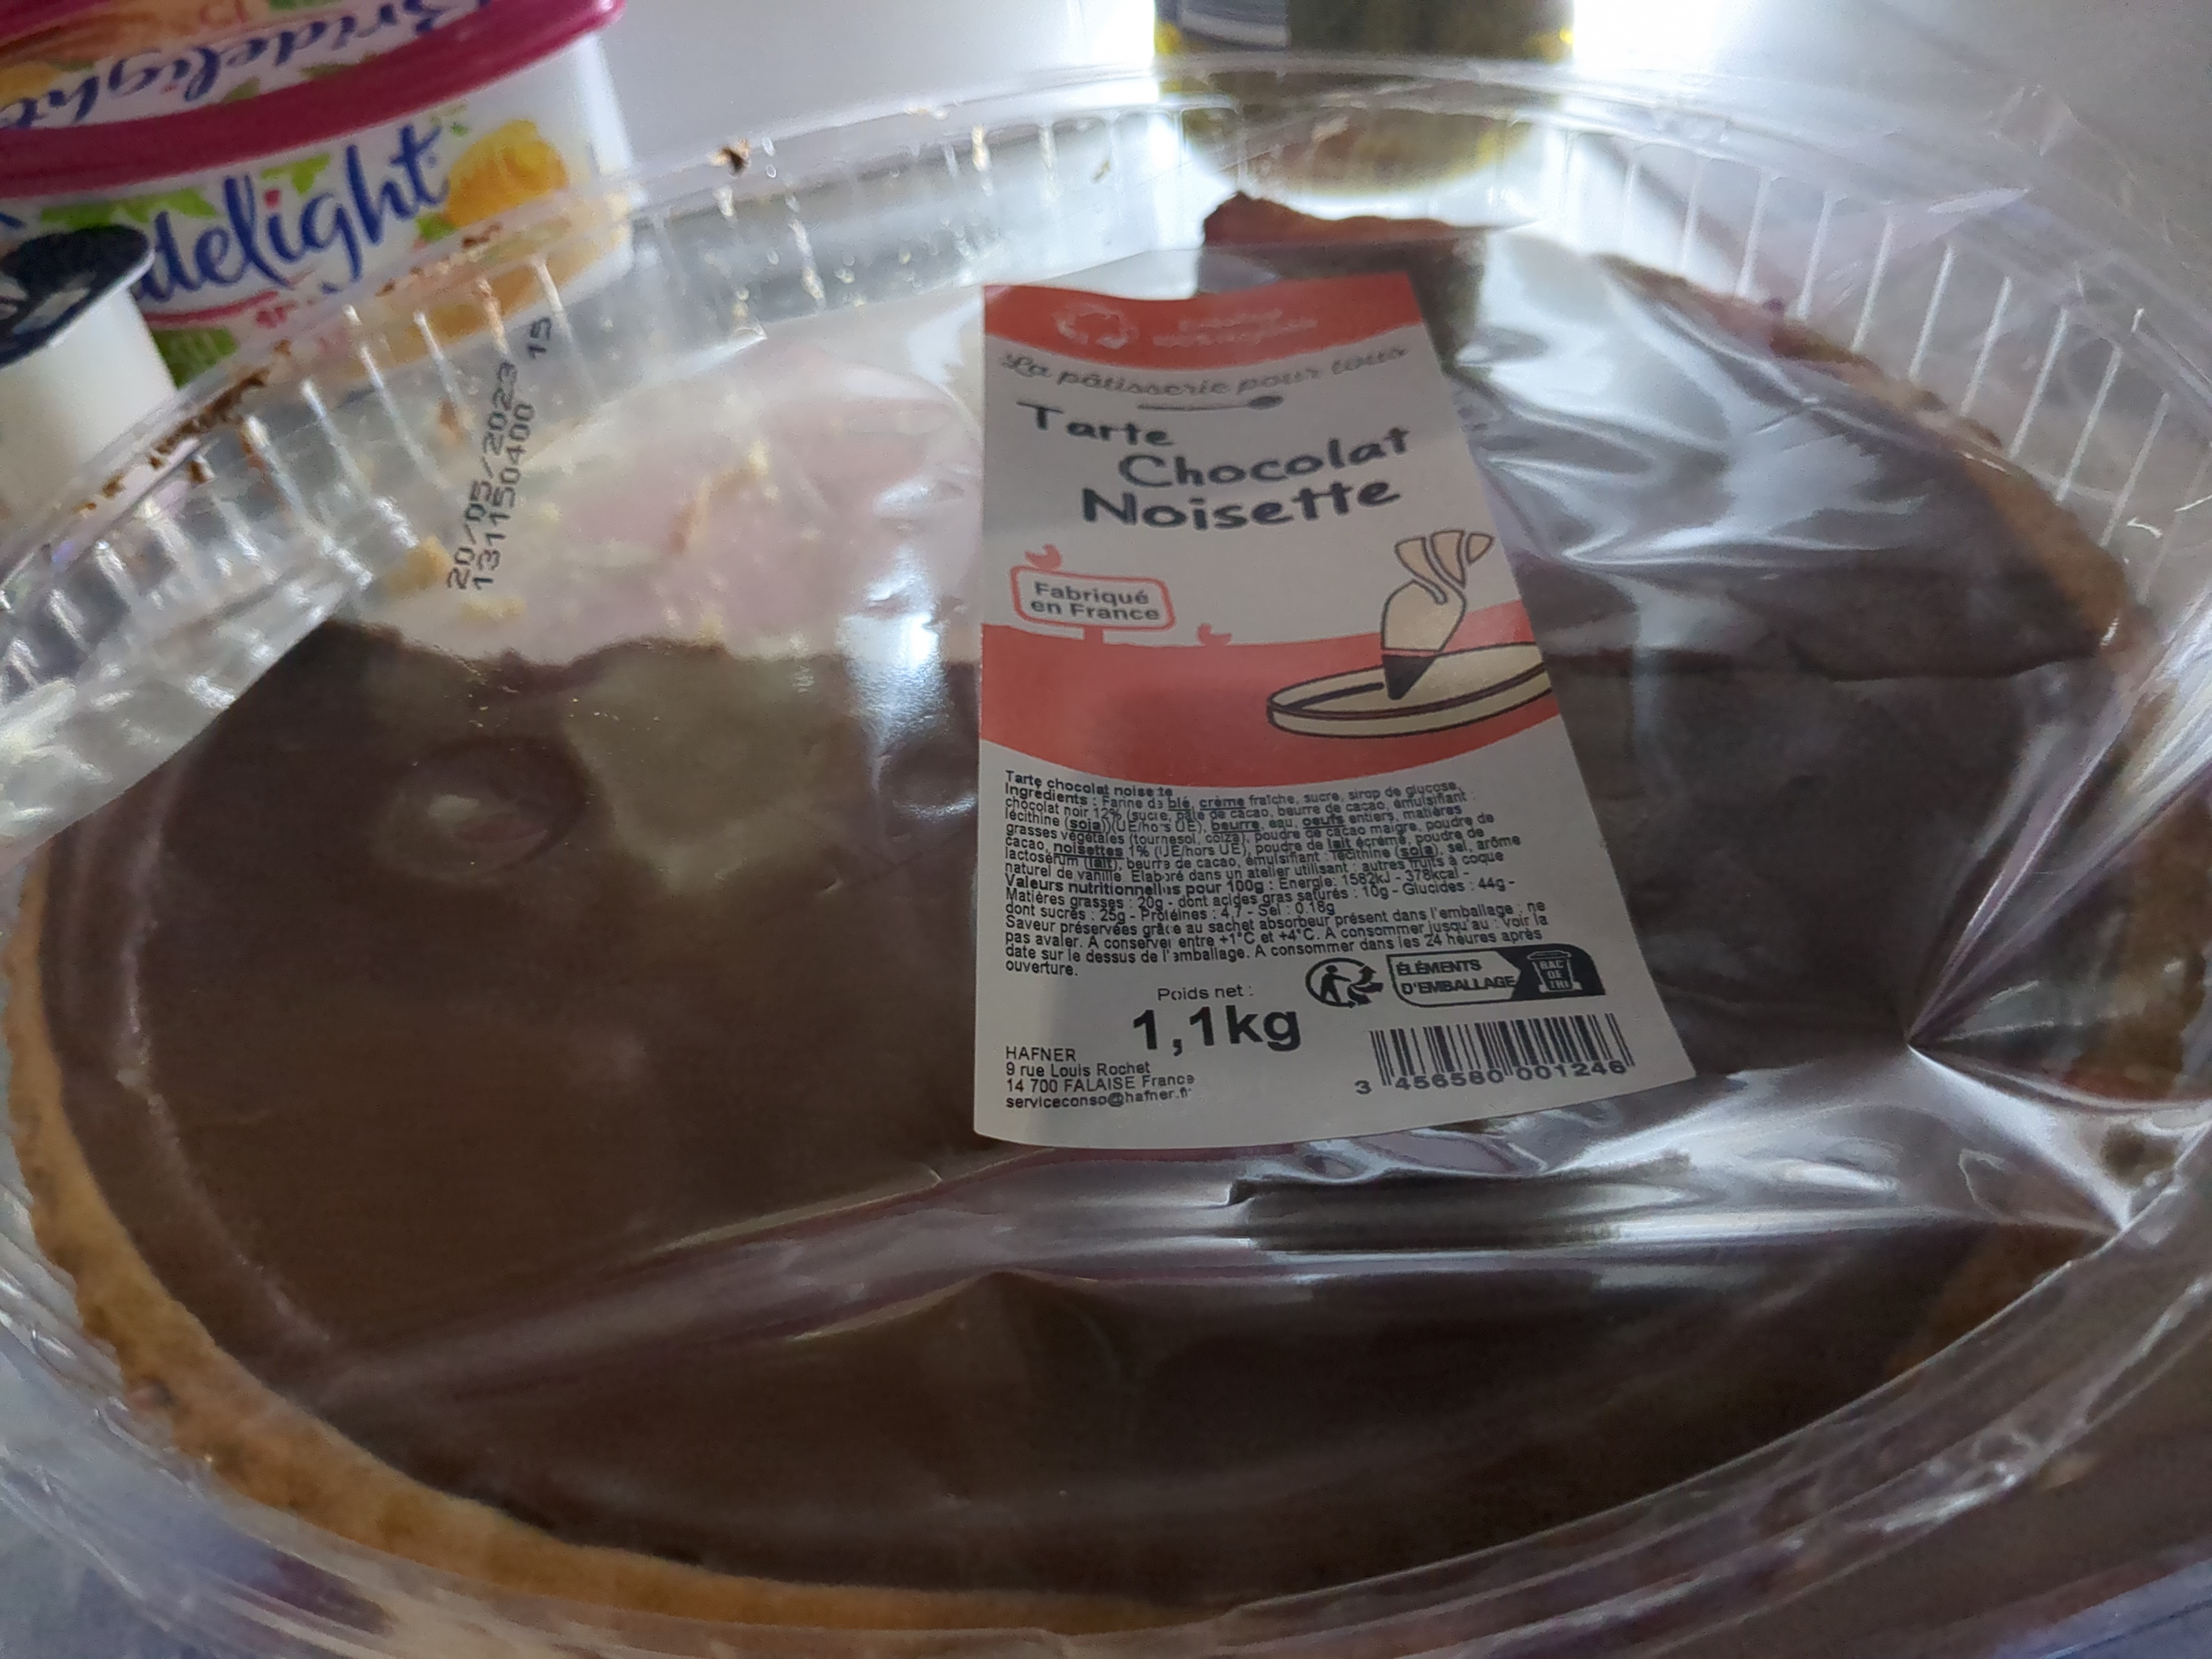 Bridelight
delight
20/05/2023 15
131150400
La pâtisserie pour tous
Tarte
Chocolat
Noisette
Fabriqué
en France
Tarte chocolat noise te
Ingrédients : Farine de blé, crème fraîche, sucre, sirop de glucose,
chocolat noir 12% (sucre, pâte de cacao, beurre de cacao, émulsifiant :
lécithine (soja))(UE/hors UE), beurre, eau, oeufs entiers, matières
grasses végétales (tournesol, colza), poudre de cacao maigre, poudre de
cacao, noisettes 1% (UE/hors UE), poudre de lait écrémé, poudre de
lactosérum (lait), beurre de cacao, émulsifiant : lécithine (soja), sel, arôme
naturel de vanille. Elaboré dans un atelier utilisant : autres fruits à coque
Valeurs nutritionnelles pour 100g : Energie: 1582kJ - 378kcal -
Matières grasses : 20g - dont acides gras saturés : 10g - Glucides : 44g -
dont sucres : 25g - Protéines : 4,7 - Sel : 0.18g
Saveur préservées grâce au sachet absorbeur présent dans l'emballage : ne
pas avaler. A conserver entre +1°C et +4°C. A consommer jusqu'au : voir la
date sur le dessus de l'emballage. A consommer dans les 24 heures après
ouverture.
ÉLÉMENTS
D'EMBALLAGE
BAC
DE
TRI
Poids net :
1,1kg
HAFNER
9 rue Louis Rochet
14 700 FALAISE France
serviceconso@hafner.fr
3 456580 001246